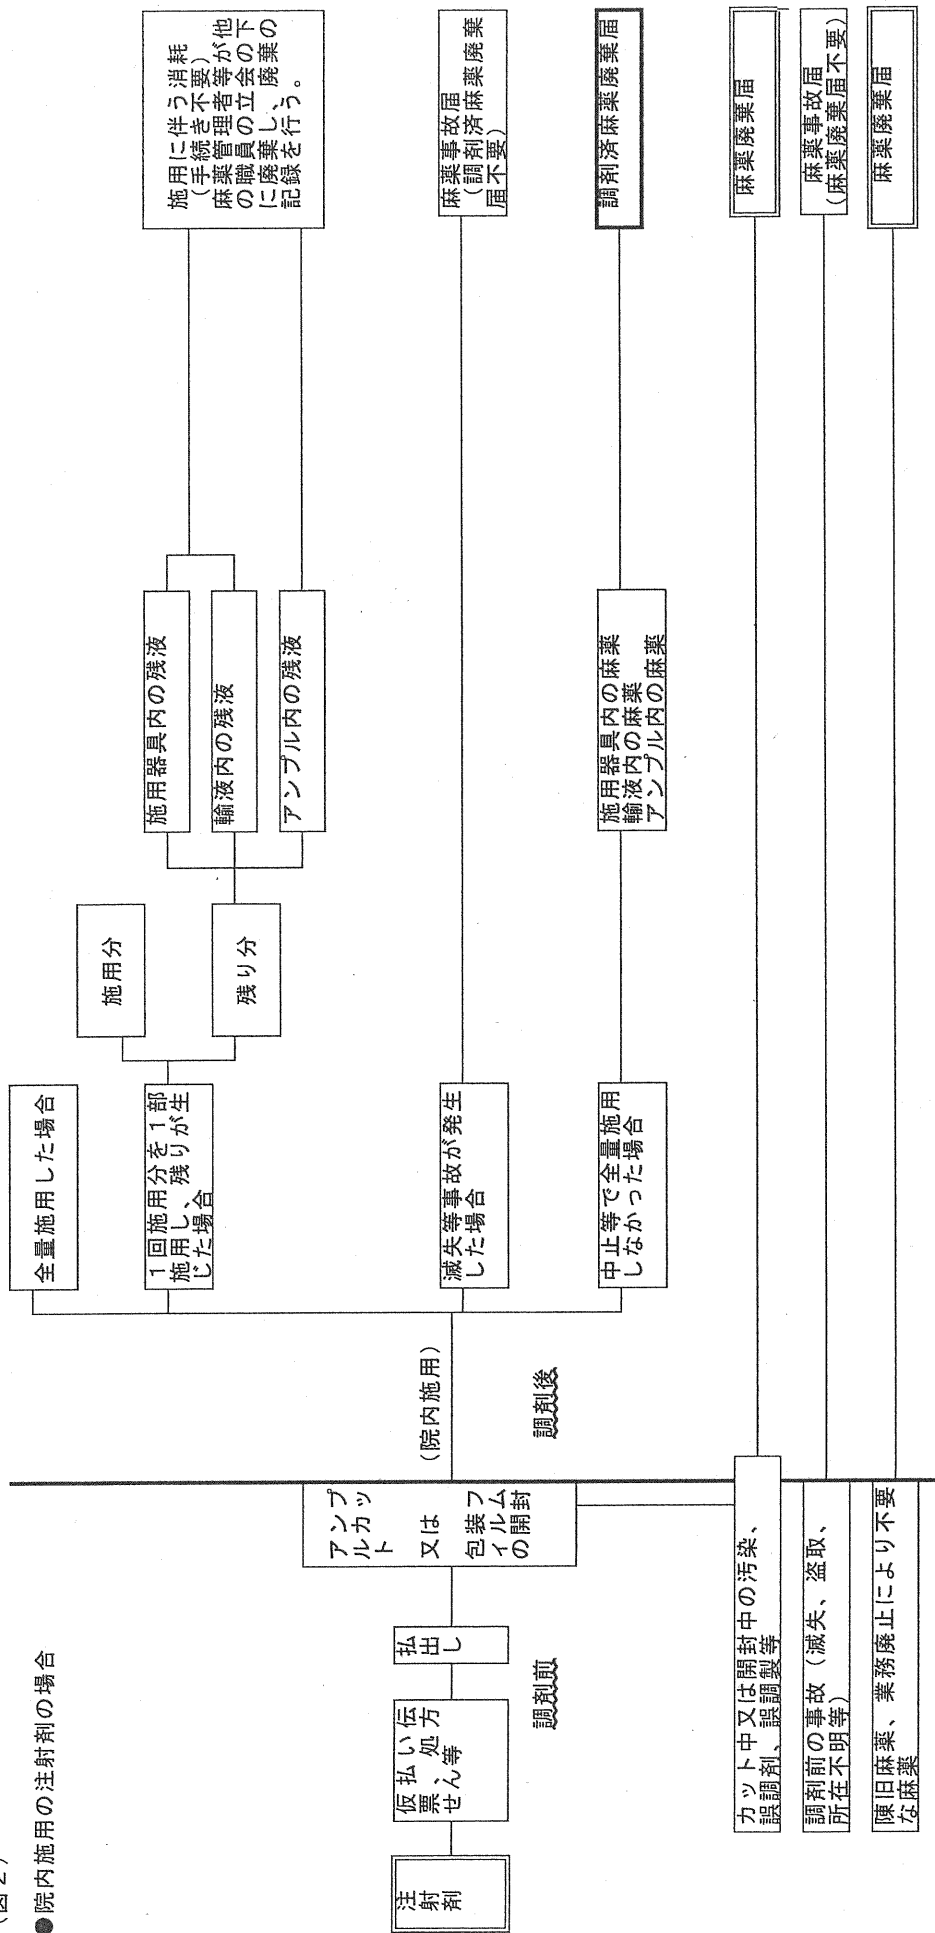 (図2)
●院内施用の注射剤の場合
注射
剤
仮払い伝
票、処方
せん等
払出
し
アンプ
ルカッ
ト
又は
包装フ
ィルム
の開封
調剤前
調剤後
(院内施用)
全量施用した場合
1回施用分を1部
施用し、残りが生
じた場合
施用分
残り分
施用器具内の残液
輸液内の残液
アンプル内の残液
施用に伴う消耗
(手続き不要)
麻薬管理者等が他
の職員の立会の下
に廃棄し、廃棄の
記録を行う。
滅失等事故が発生
した場合
麻薬事故届
(調剤済麻薬廃棄
届不要)
中止等で全量施用
しなかった場合
施用器具内の麻薬
輸液内の麻薬
アンプル内の麻薬
調剤済麻薬廃棄届
カット中又は開封中の汚染、
誤調剤、誤調製等
麻薬廃棄届
調剤前の事故(滅失、盗取、
所在不明等)
麻薬事故届
(麻薬廃棄届不要)
陳旧麻薬、業務廃止により不要
な麻薬
麻薬廃棄届